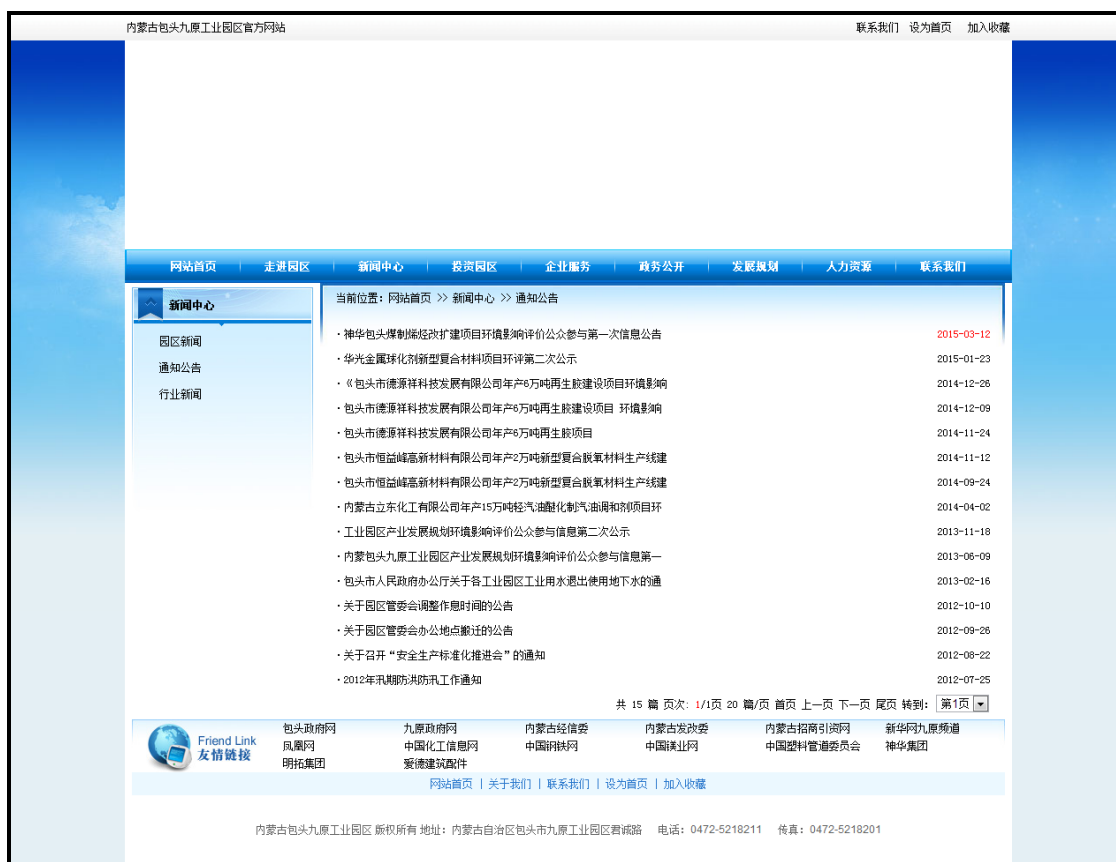 内蒙古包头九原工业园区官方网站 联系我们 设为首页 加入收藏
网站首页 走进园区 新闻中心 投资园区 企业服务 政务公开 发展规划 人力资源 联系我们
新闻中心
园区新闻
通知公告
行业新闻
当前位置：网站首页 >> 新闻中心 >> 通知公告
·神华包头煤制烯烃改扩建项目环境影响评价公众参与第一次信息公告 2015-03-12
·华光金属球化剂新型复合材料项目环评第二次公示 2015-01-23
·《包头市德源祥科技发展有限公司年产6万吨再生胶建设项目环境影响 2014-12-26
·包头市德源祥科技发展有限公司年产6万吨再生胶建设项目 环境影响 2014-12-09
·包头市德源祥科技发展有限公司年产6万吨再生胶项目 2014-11-24
·包头市恒益峰高新材料有限公司年产2万吨新型复合脱氧材料生产线建 2014-11-12
·包头市恒益峰高新材料有限公司年产2万吨新型复合脱氧材料生产线建 2014-09-24
·内蒙古立东化工有限公司年产15万吨轻汽油醚化制汽油调和剂项目环 2014-04-02
·工业园区产业发展规划环境影响评价公众参与信息第二次公示 2013-11-18
·内蒙包头九原工业园区产业发展规划环境影响评价公众参与信息第一 2013-06-09
·包头市人民政府办公厅关于各工业园区工业用水退出使用地下水的通 2013-02-16
·关于园区管委会调整作息时间的公告 2012-10-10
·关于园区管委会办公地点搬迁的公告 2012-09-26
·关于召开“安全生产标准化推进会”的通知 2012-08-22
·2012年汛期防洪防汛工作通知 2012-07-25
共 15 篇 页次：1/1页 20 篇/页 首页 上一页 下一页 尾页 转到： 第1页
Friend Link
友情链接
包头政府网 九原政府网 内蒙古经信委 内蒙古发改委 内蒙古招商引资网 新华网九原频道
凤凰网 中国化工信息网 中国钢铁网 中国镁业网 中国塑料管道委员会 神华集团
明拓集团 爱德建筑配件
网站首页 | 关于我们 | 联系我们 | 设为首页 | 加入收藏
内蒙古包头九原工业园区 版权所有 地址：内蒙古自治区包头市九原工业园区君诚路 电话：0472-5218211 传真：0472-5218201